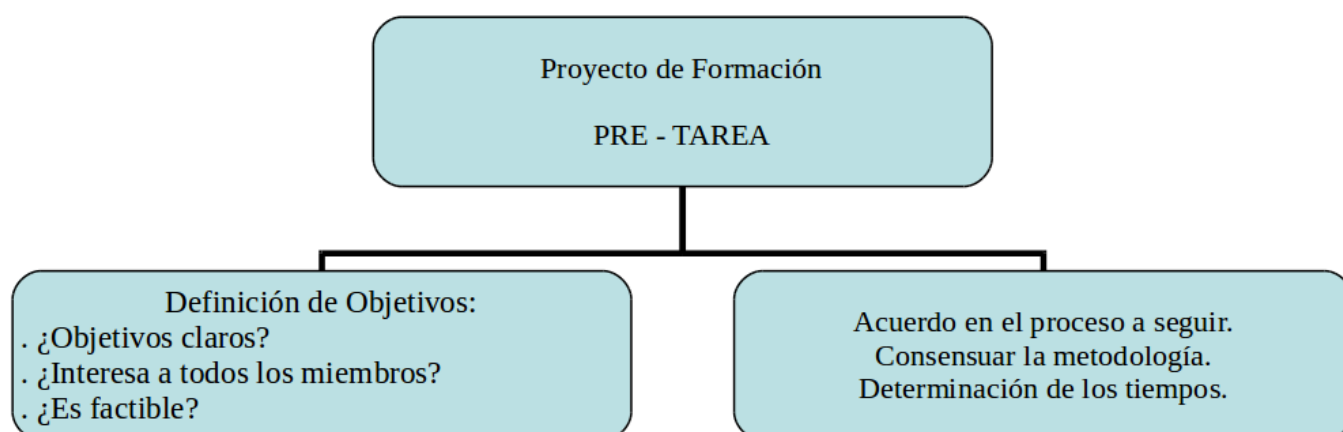 Proyecto de Formación
PRE - TAREA
Definición de Objetivos:
. ¿Objetivos claros?
. ¿Interesa a todos los miembros?
. ¿Es factible?
Acuerdo en el proceso a seguir.
Consensuar la metodología.
Determinación de los tiempos.